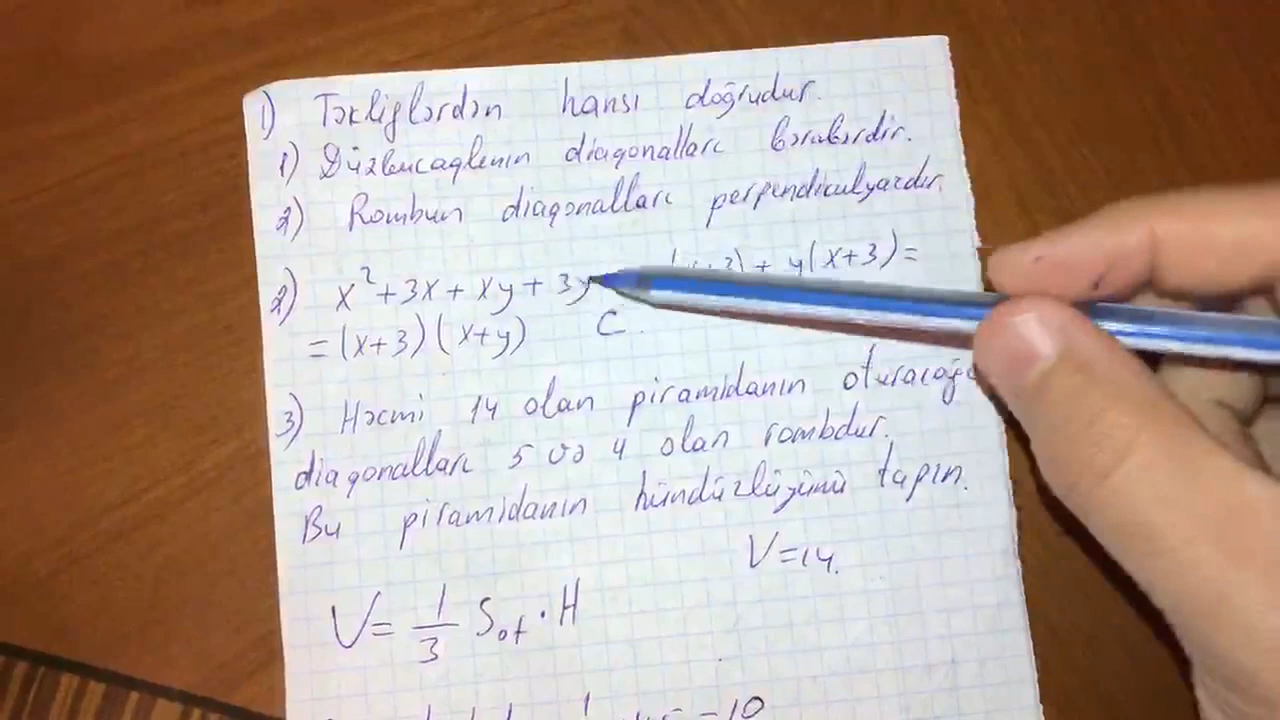 1) Təkliflərdən hansı doğrudur.
1) Düzbucaqlının diaqonalları bərabərdir.
2) Rombun diaqonalları perpendikulyardır.
2) x² + 3x + xy + 3y + y(x+3) =
= (x+3)(x+y) C.
3) Həcmi 14 olan piramidanın oturacağı
diaqonalları 5 və 4 olan rombdur.
Bu piramidanın hündürlüyünü tapın.
V=14.
V= 1/3 Sot · H
=10